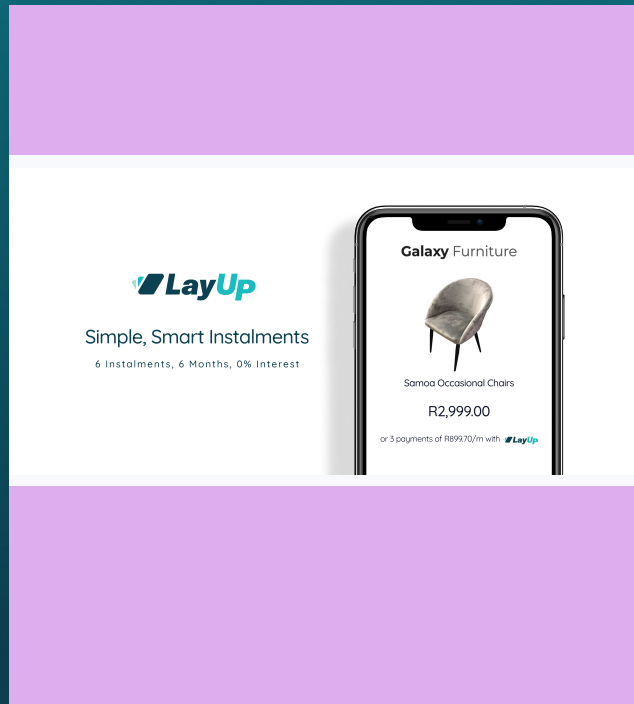 LayUp
Simple, Smart Instalments
6 Instalments, 6 Months, 0% Interest
Galaxy Furniture
Samoa Occasional Chairs
R2,999.00
or 3 payments of R899.70/m with LayUp